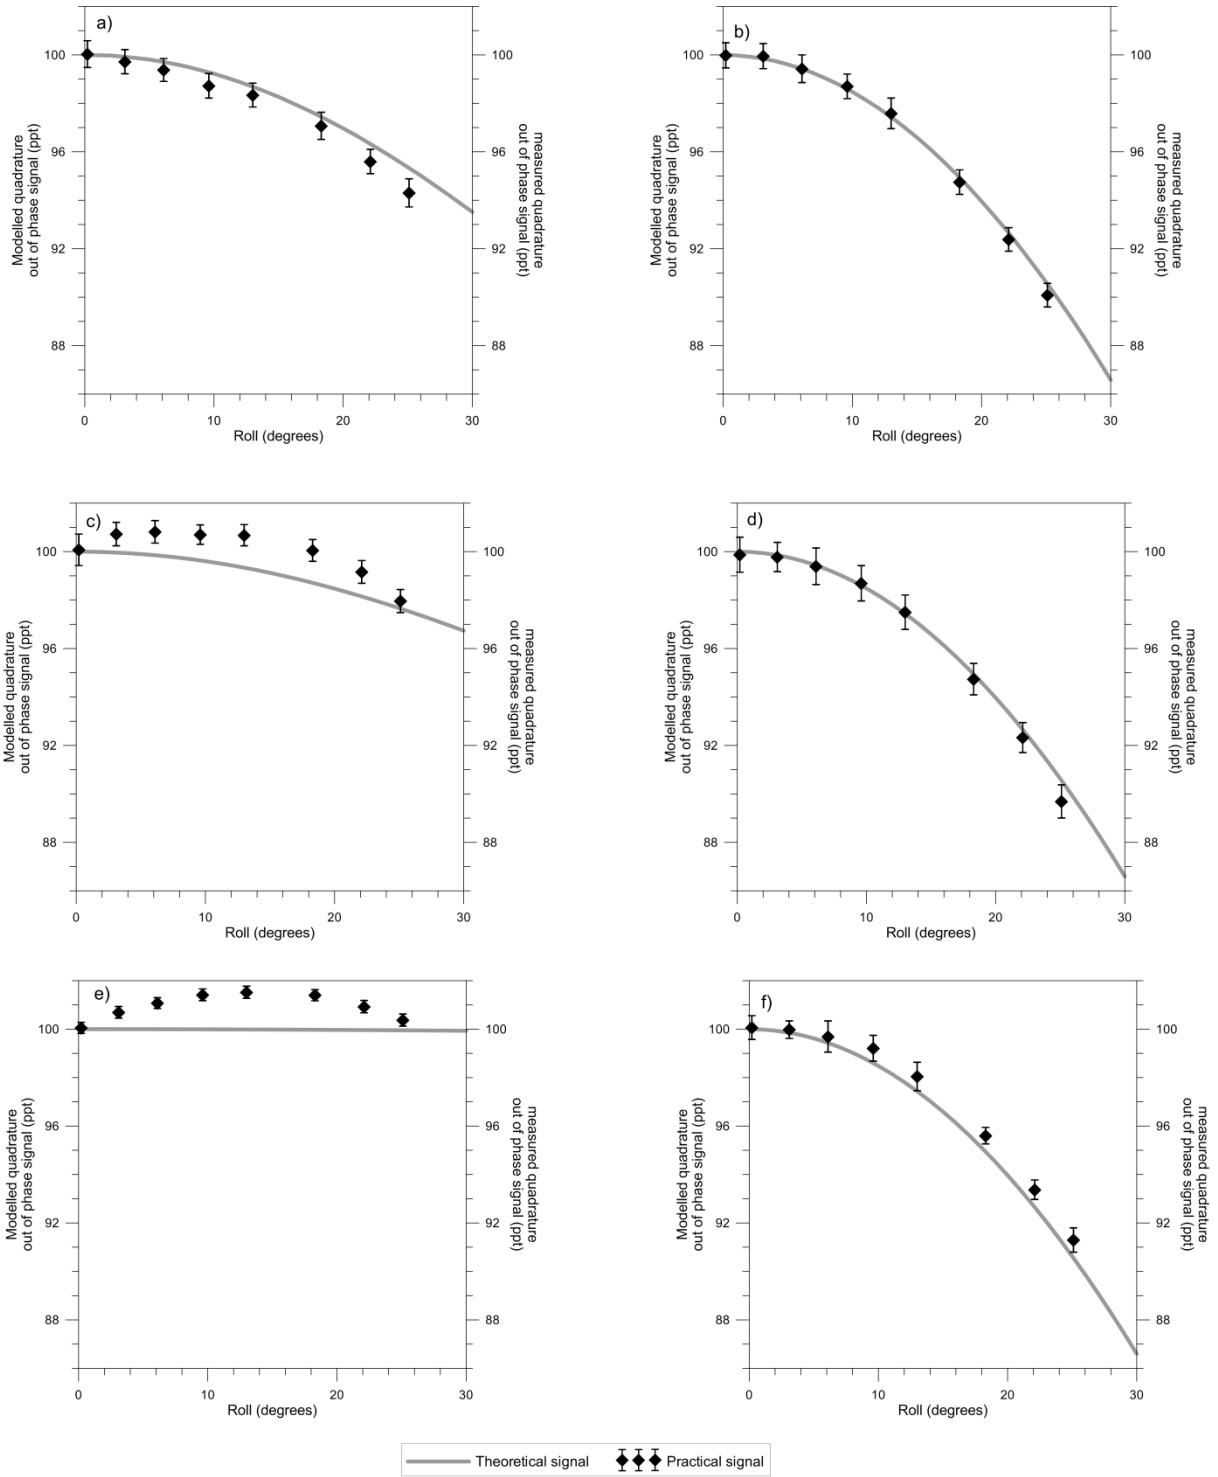 a)
100
96
92
88
Modelled quadrature
out of phase signal (ppt)
100
96
92
88
measured quadrature
out of phase signal (ppt)
0 10 20 30
Roll (degrees)
b)
100
96
92
88
Modelled quadrature
out of phase signal (ppt)
100
96
92
88
measured quadrature
out of phase signal (ppt)
0 10 20 30
Roll (degrees)
c)
100
96
92
88
Modelled quadrature
out of phase signal (ppt)
100
96
92
88
measured quadrature
out of phase signal (ppt)
0 10 20 30
Roll (degrees)
d)
100
96
92
88
Modelled quadrature
out of phase signal (ppt)
100
96
92
88
measured quadrature
out of phase signal (ppt)
0 10 20 30
Roll (degrees)
e)
100
96
92
88
Modelled quadrature
out of phase signal (ppt)
100
96
92
88
measured quadrature
out of phase signal (ppt)
0 10 20 30
Roll (degrees)
f)
100
96
92
88
Modelled quadrature
out of phase signal (ppt)
100
96
92
88
measured quadrature
out of phase signal (ppt)
0 10 20 30
Roll (degrees)
Theoretical signal Practical signal